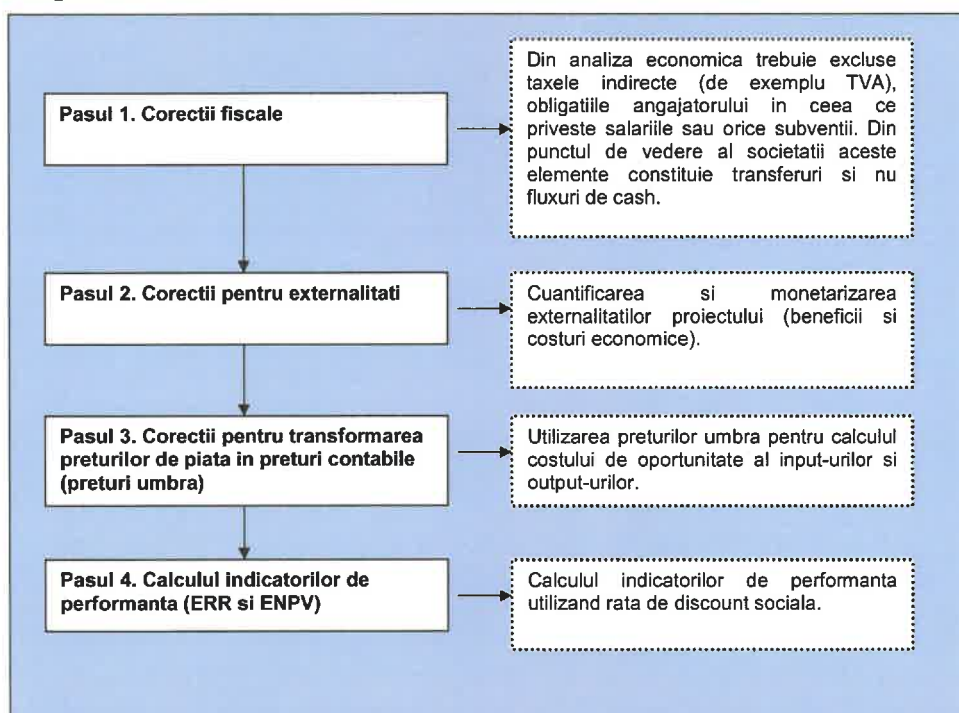 Pasul 1. Corectii fiscale
Din analiza economica trebuie excluse
taxele indirecte (de exemplu TVA),
obligatiile angajatorului in ceea ce
priveste salariile sau orice subventii. Din
punctul de vedere al societatii aceste
elemente constituie transferuri si nu
fluxuri de cash.
Pasul 2. Corectii pentru externalitati
Cuantificarea si monetarizarea
externalitatilor proiectului (beneficii si
costuri economice).
Pasul 3. Corectii pentru transformarea
preturilor de piata in preturi contabile
(preturi umbra)
Utilizarea preturilor umbra pentru calculul
costului de oportunitate al input-urilor si
output-urilor.
Pasul 4. Calculul indicatorilor de
performanta (ERR si ENPV)
Calculul indicatorilor de performanta
utilizand rata de discount sociala.